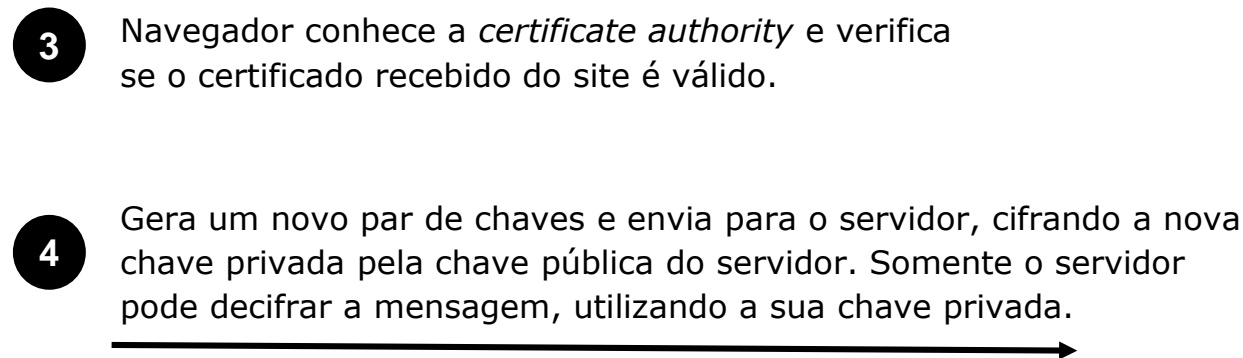 3
Navegador conhece a certificate authority e verifica
se o certificado recebido do site é válido.
4
Gera um novo par de chaves e envia para o servidor, cifrando a nova
chave privada pela chave pública do servidor. Somente o servidor
pode decifrar a mensagem, utilizando a sua chave privada.